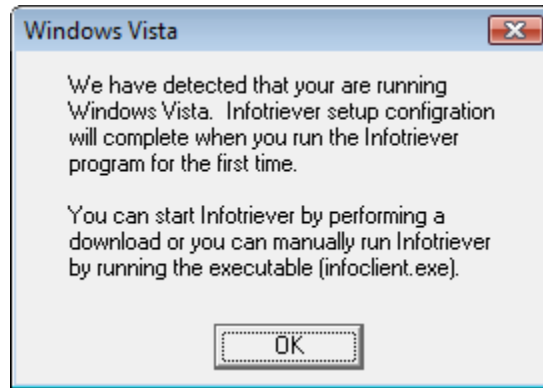 Windows Vista
We have detected that your are running
Windows Vista. Infotriever setup configration
will complete when you run the Infotriever
program for the first time.
You can start Infotriever by performing a
download or you can manually run Infotriever
by running the executable (infoclient.exe).
OK